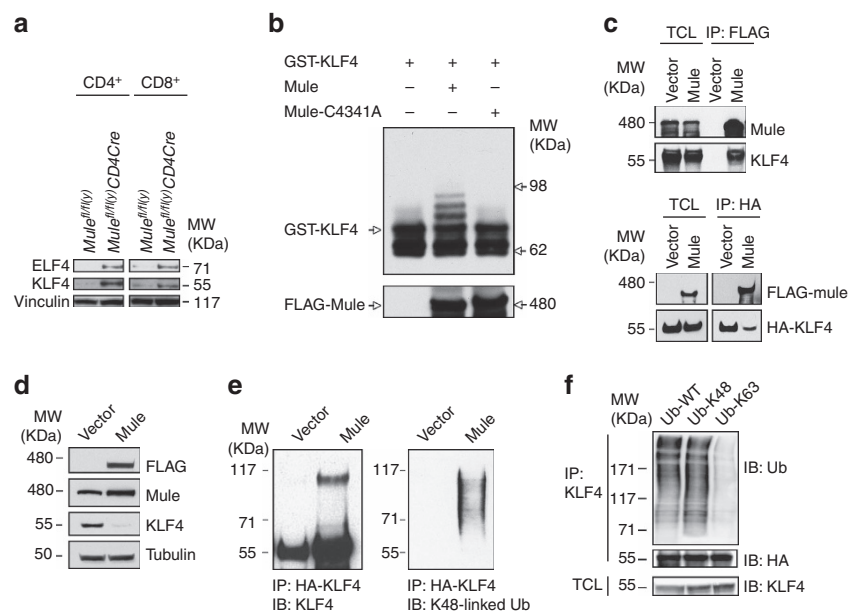 a
CD4+ CD8+
Mulefl/fl(y)
Mulefl/fl(y)CD4Cre
Mulefl/fl(y)
Mulefl/fl(y)CD4Cre
MW
(KDa)
ELF4 71
KLF4 55
Vinculin 117
b
GST-KLF4 + + +
Mule – + –
Mule-C4341A – – +
MW
(KDa)
98
GST-KLF4
62
FLAG-Mule 480
c
TCL IP: FLAG
MW
(KDa)
Vector Mule Vector Mule
480 Mule
55 KLF4
TCL IP: HA
MW
(KDa)
Vector Mule Vector Mule
480 FLAG-mule
55 HA-KLF4
d
MW
(KDa)
Vector Mule
480 FLAG
480 Mule
55 KLF4
50 Tubulin
e
MW
(KDa)
Vector Mule
117
71
55
IP: HA-KLF4
IB: KLF4
Vector Mule
117
71
55
IP: HA-KLF4
IB: K48-linked Ub
f
MW
(KDa)
Ub-WT Ub-K48 Ub-K63
IP:
KLF4
171
117
71
IB: Ub
55 IB: HA
TCL 55 IB: KLF4